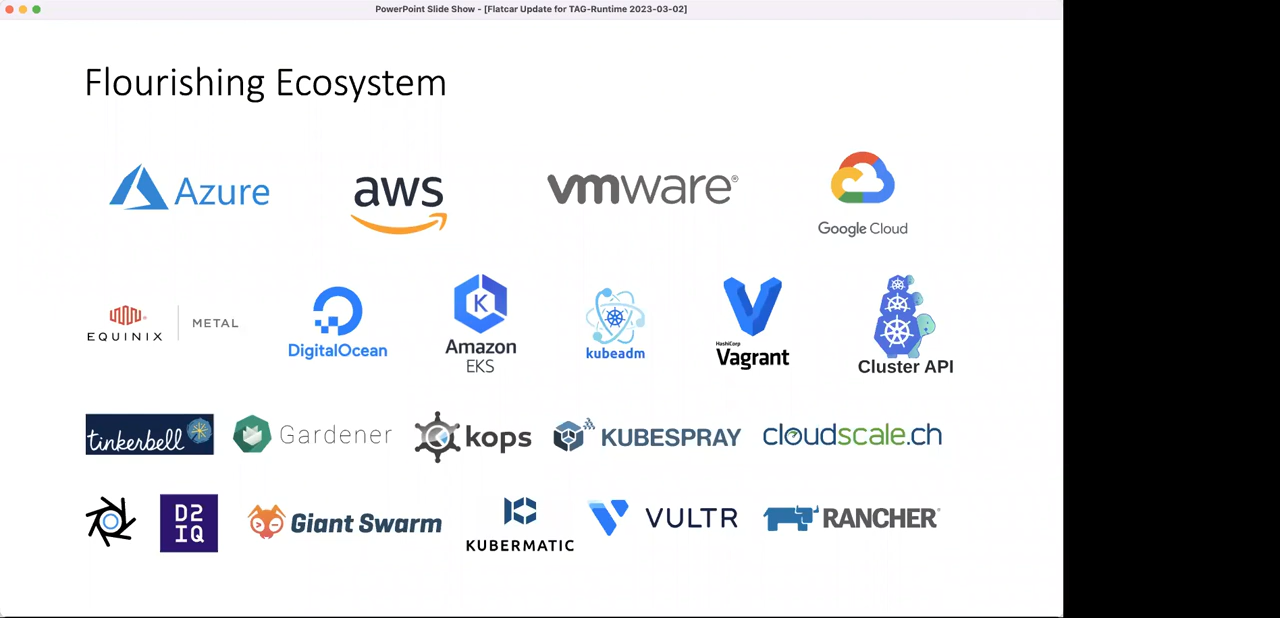 PowerPoint Slide Show - [Flatcar Update for TAG-Runtime 2023-03-02]
Flourishing Ecosystem
Azure
aws
vmware®
Google Cloud
EQUINIX METAL
DigitalOcean
Amazon
EKS
kubeadm
HashiCorp
Vagrant
Cluster API
tinkerbell
Gardener
kops
KUBESPRAY
cloudscale.ch
D2
IQ
Giant Swarm
KUBERMATIC
VULTR
RANCHER®